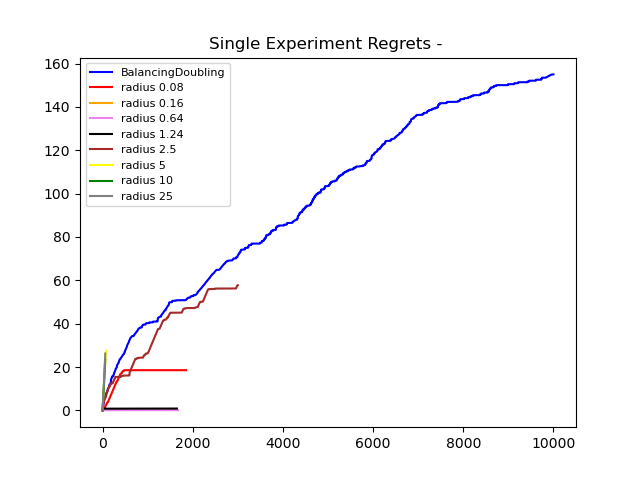 Single Experiment Regrets -
BalancingDoubling
radius 0.08
radius 0.16
radius 0.64
radius 1.24
radius 2.5
radius 5
radius 10
radius 25
160
140
120
100
80
60
40
20
0
0 2000 4000 6000 8000 10000